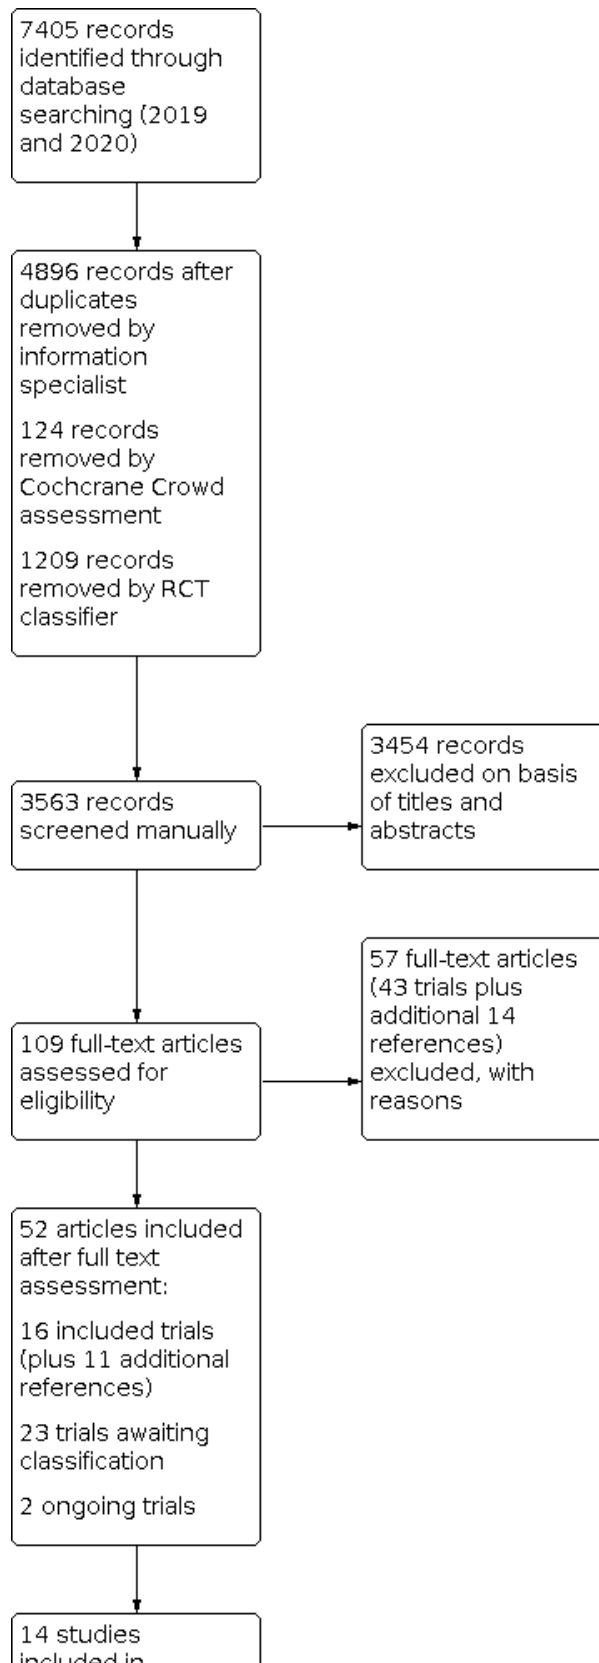 7405 records
identified through
database
searching (2019
and 2020)
4896 records after
duplicates
removed by
information
specialist
124 records
removed by
Cochcrane Crowd
assessment
1209 records
removed by RCT
classifier
3563 records
screened manually
3454 records
excluded on basis
of titles and
abstracts
109 full-text articles
assessed for
eligibility
57 full-text articles
(43 trials plus
additional 14
references)
excluded, with
reasons
52 articles included
after full text
assessment:
16 included trials
(plus 11 additional
references)
23 trials awaiting
classification
2 ongoing trials
14 studies
included in